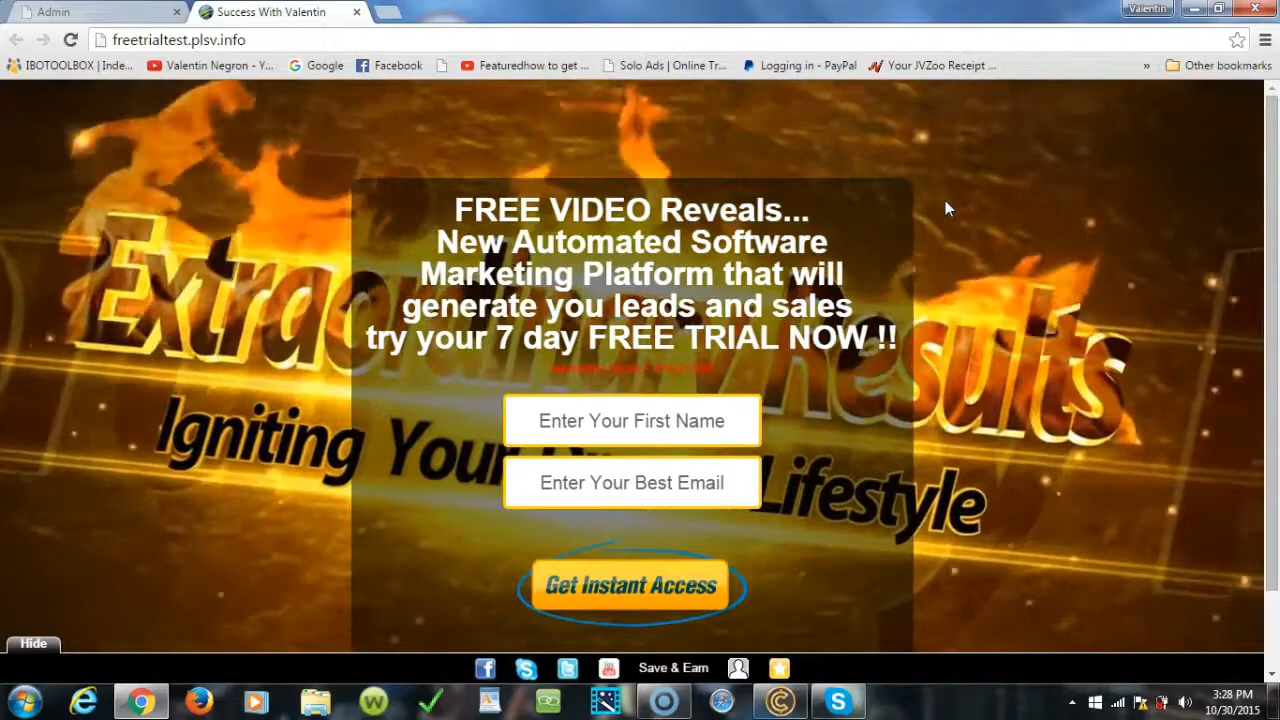 Admin
Success With Valentin
Valentin
freetrialtest.plsv.info
IBOTOOLBOX | Inde...
Valentin Negron - Y...
Google
Facebook
Featuredhow to get ...
Solo Ads | Online Tr...
Logging in - PayPal
Your JVZoo Receipt ...
»
Other bookmarks
FREE VIDEO Reveals...
New Automated Software
Marketing Platform that will
generate you leads and sales
try your 7 day FREE TRIAL NOW !!
Extraordinary Results
Igniting Your
Lifestyle
Enter Your First Name
Enter Your Best Email
Get Instant Access
Hide
Save & Earn
3:28 PM
10/30/2015